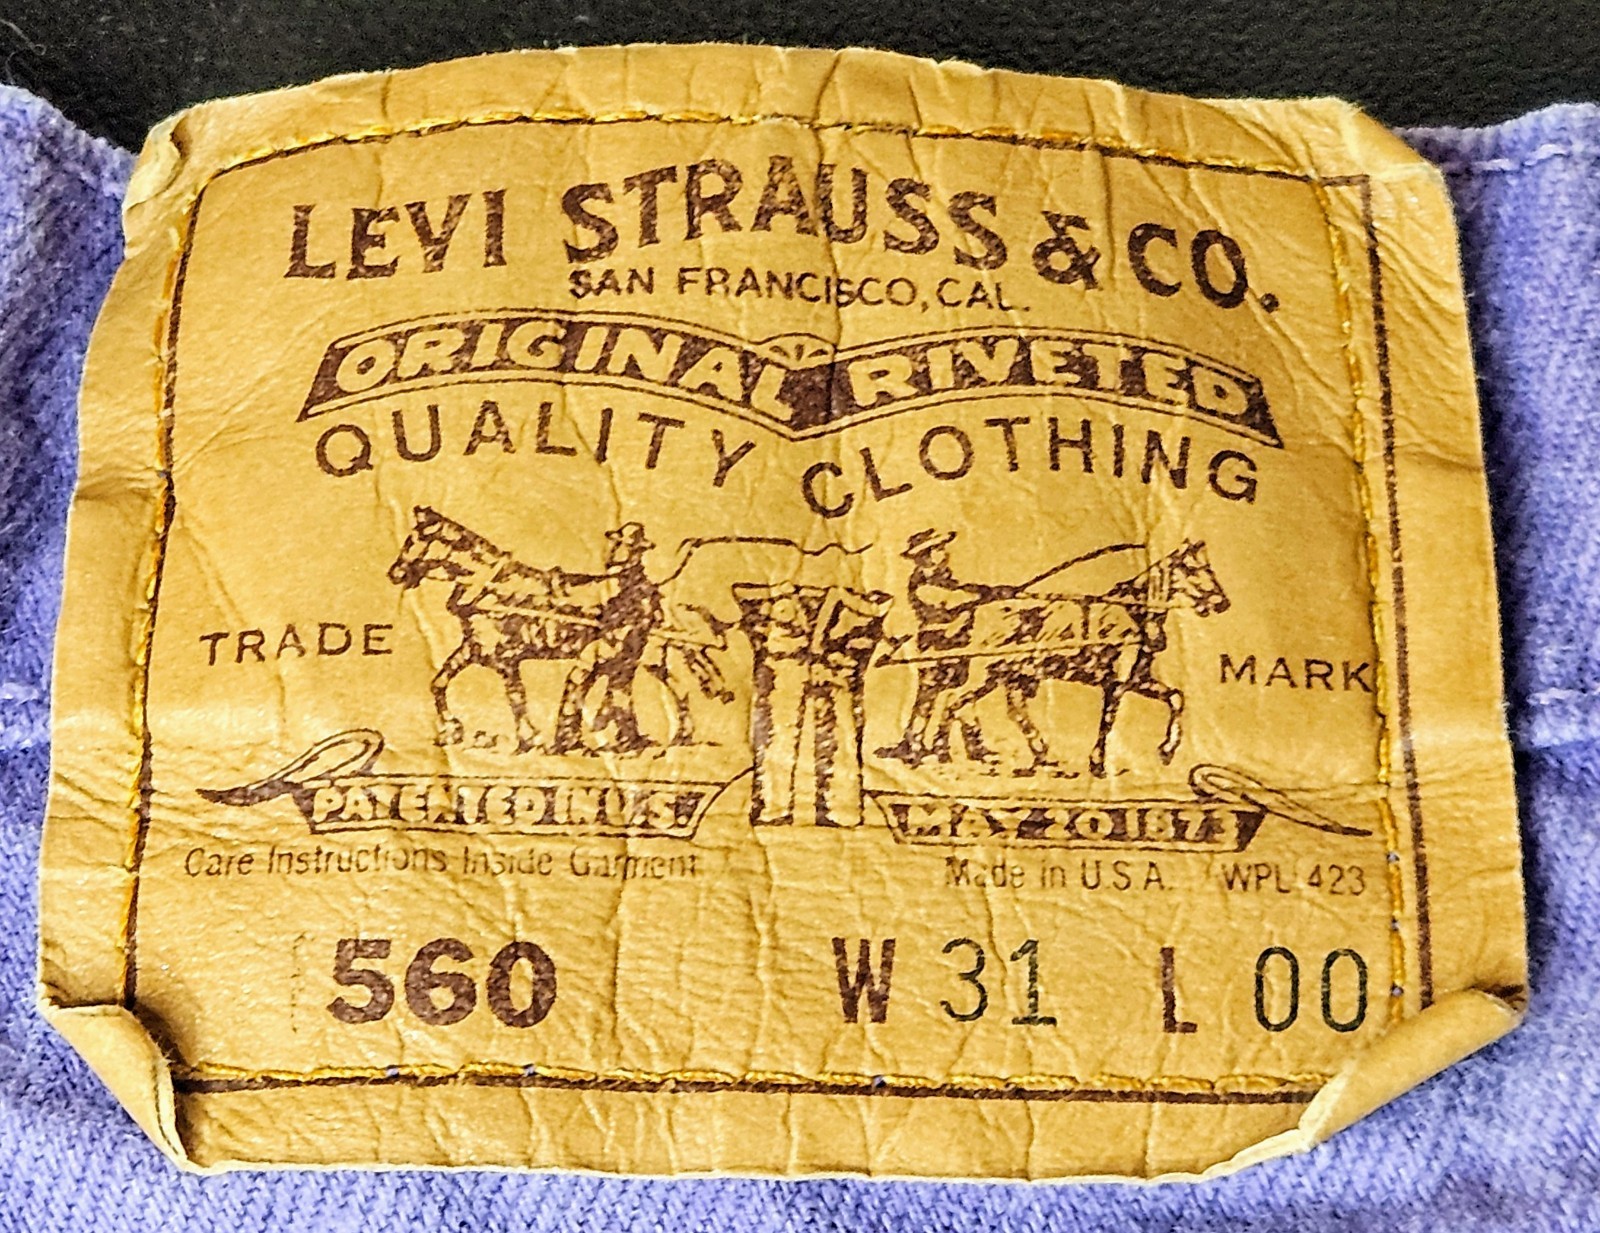 LEVI STRAUSS & CO.
SAN FRANCISCO, CAL.
ORIGINAL RIVETED
QUALITY CLOTHING
TRADE MARK
PATENTED IN U.S. MAY 20 1873
Care Instructions Inside Garment Made in U.S.A. WPL 423
560 W 31 L 00